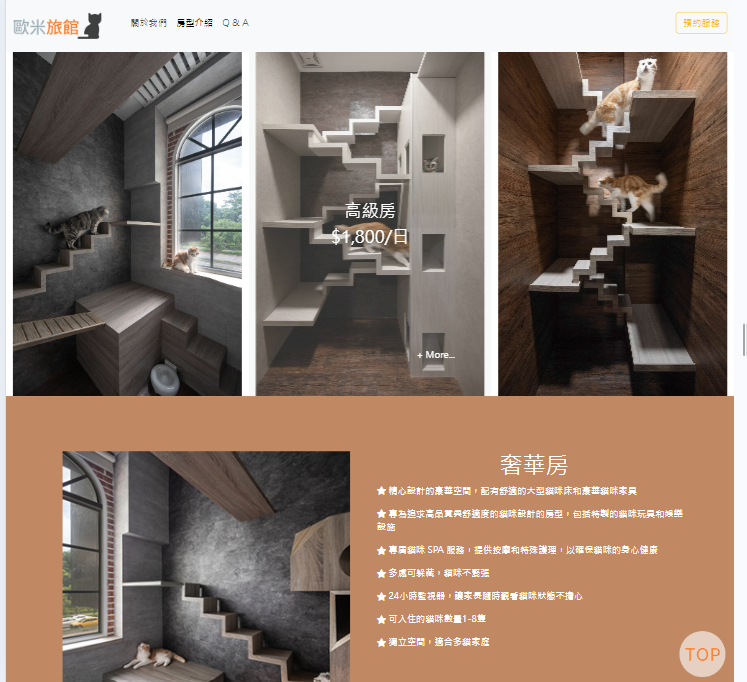 歐米旅館
關於我們 房型介紹 Q & A
預約服務
高級房
$1,800/日
+ More...
奢華房
★ 精心設計的豪華空間，配有舒適的大型貓咪床和豪華貓咪家具
★ 專為追求高品質與舒適度的貓咪設計的房型，包括特製的貓咪玩具和娛樂
設施
★ 專屬貓咪 SPA 服務，提供按摩和特殊護理，以確保貓咪的身心健康
★ 多處可躲藏，貓咪不緊張
★ 24小時監視器，讓家長隨時觀看貓咪狀態不擔心
★ 可入住的貓咪數量1-8隻
★ 獨立空間，適合多貓家庭
TOP